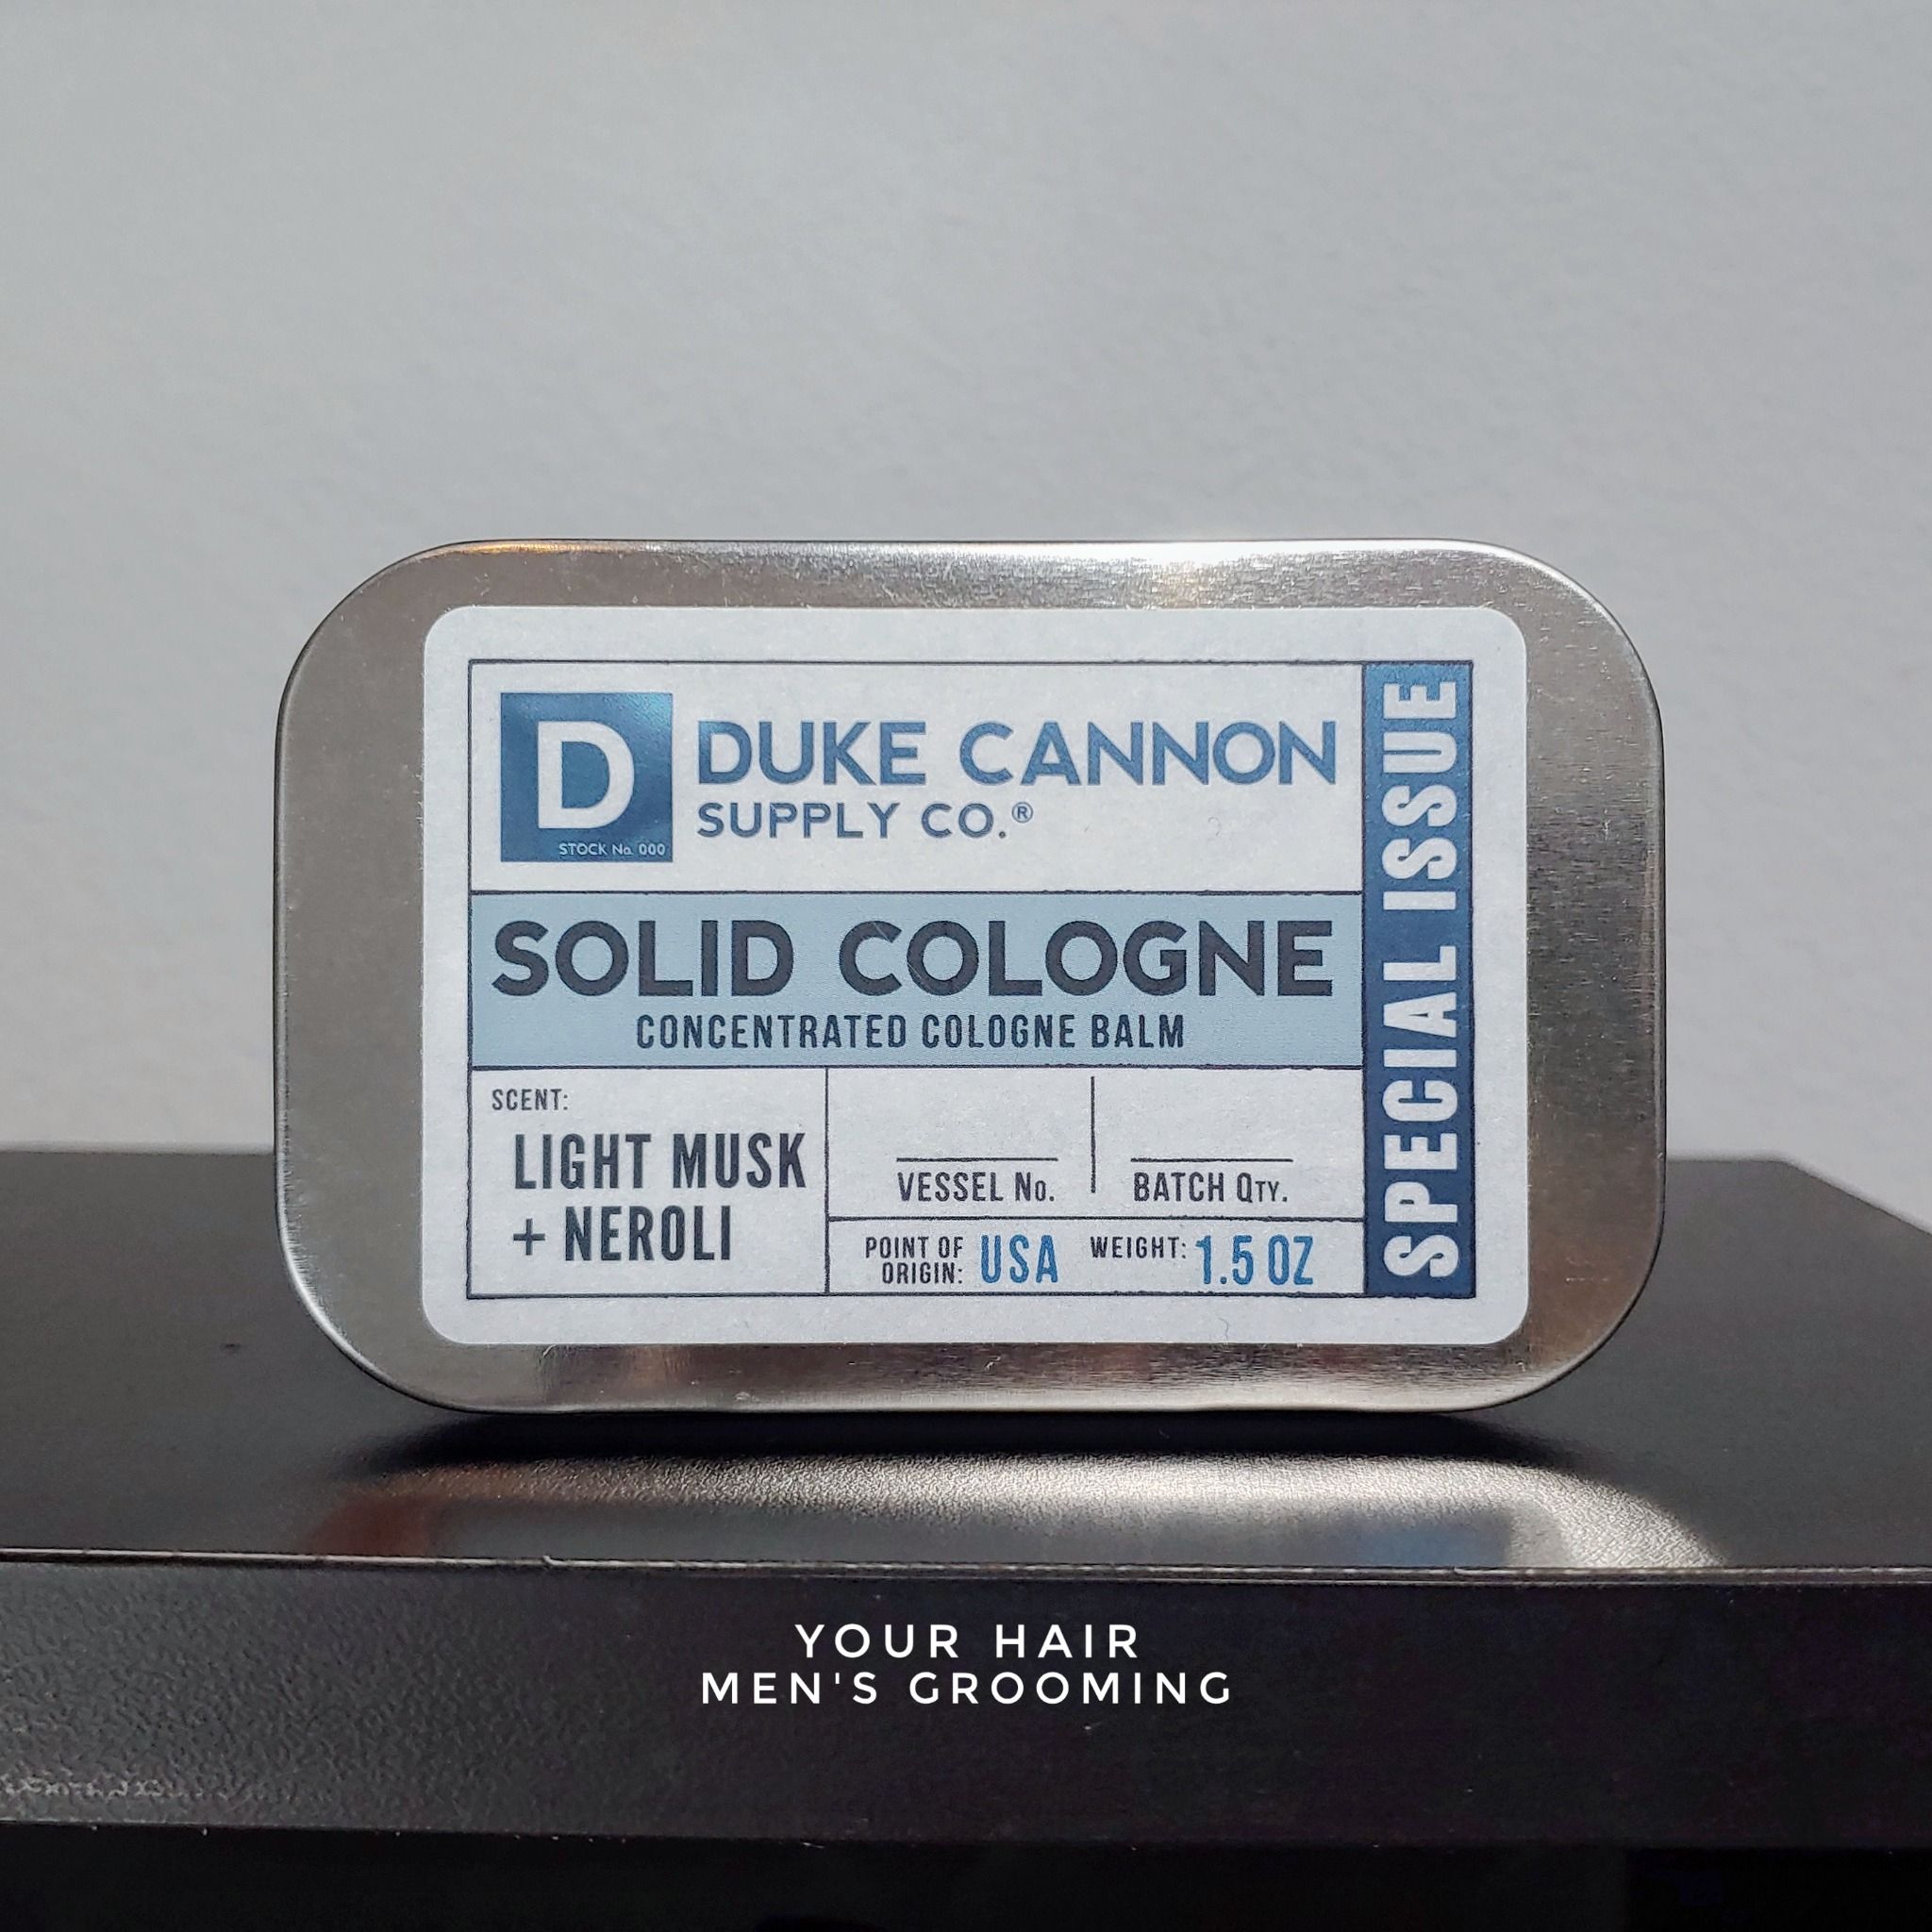 D
STOCK No. 000
DUKE CANNON
SUPPLY CO.®
SOLID COLOGNE
CONCENTRATED COLOGNE BALM
SCENT:
LIGHT MUSK
+ NEROLI
VESSEL No.
BATCH QTY.
POINT OF
ORIGIN: USA
WEIGHT: 1.5 OZ
SPECIAL ISSUE
YOUR HAIR
MEN'S GROOMING